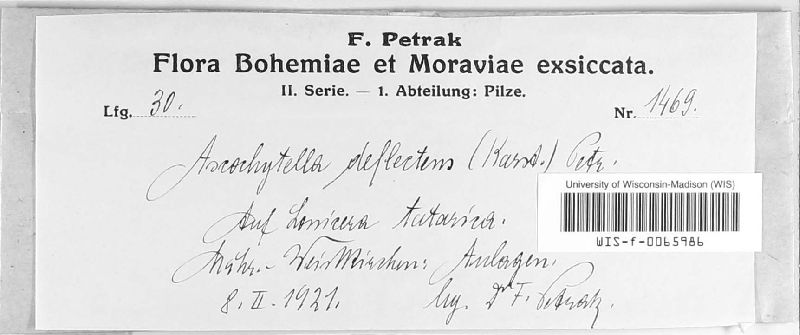 F. Petrak
Flora Bohemiae et Moraviae exsiccata.
II. Serie. — 1. Abteilung: Pilze.
Lfg. 30. Nr. 1469.
Ascochytella deflectens (Karst.) Petr.
University of Wisconsin-Madison (WIS)
WIS-f-0065986
Auf Lonicera tatarica.
Mähr.-Weisskirchen: Anlagen.
8. II. 1921. lg. Dr F. Petrak.